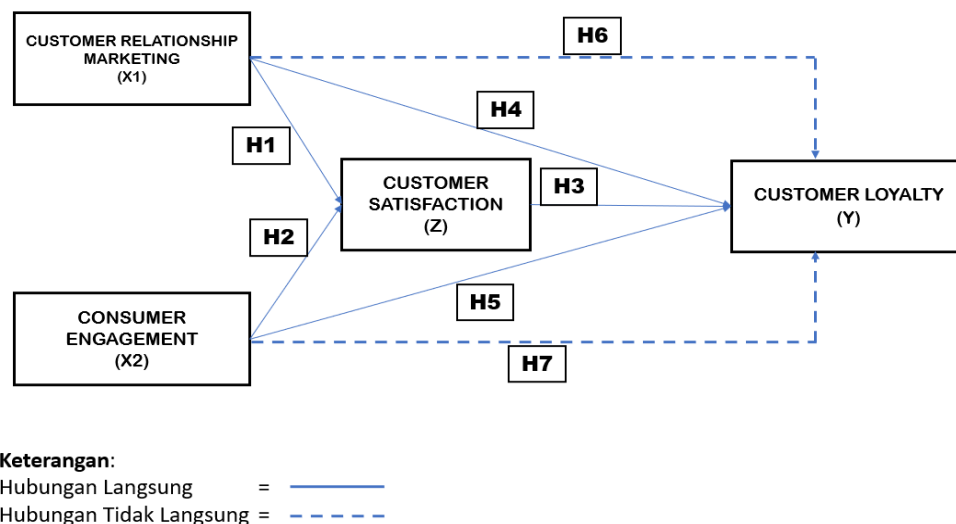 CUSTOMER RELATIONSHIP
MARKETING
(X1)
H6
H4
H1
CUSTOMER
SATISFACTION
(Z)
H3
CUSTOMER LOYALTY
(Y)
H2
CONSUMER
ENGAGEMENT
(X2)
H5
H7
Keterangan:
Hubungan Langsung =
Hubungan Tidak Langsung =